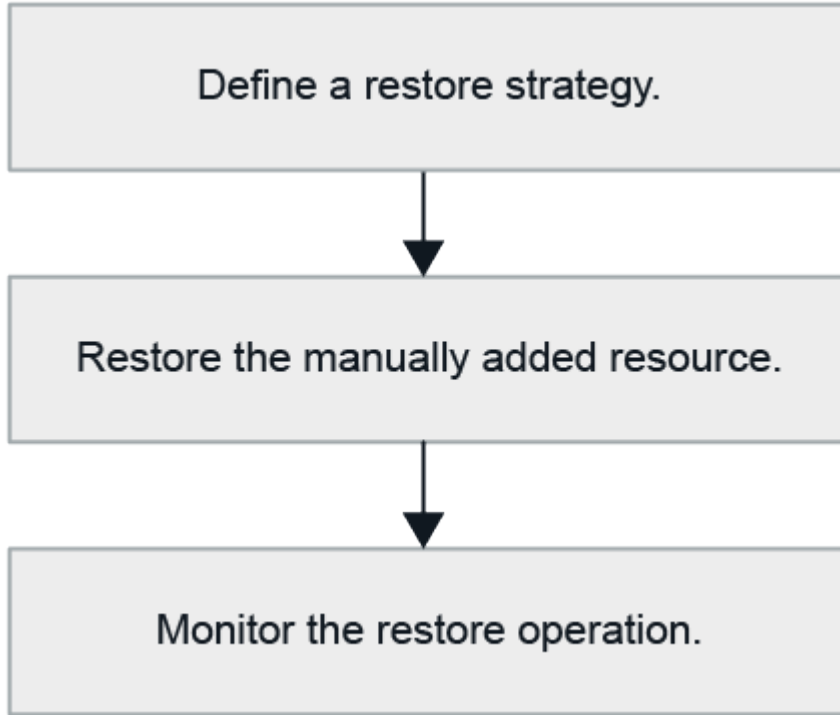 Define a restore strategy.
Restore the manually added resource.
Monitor the restore operation.